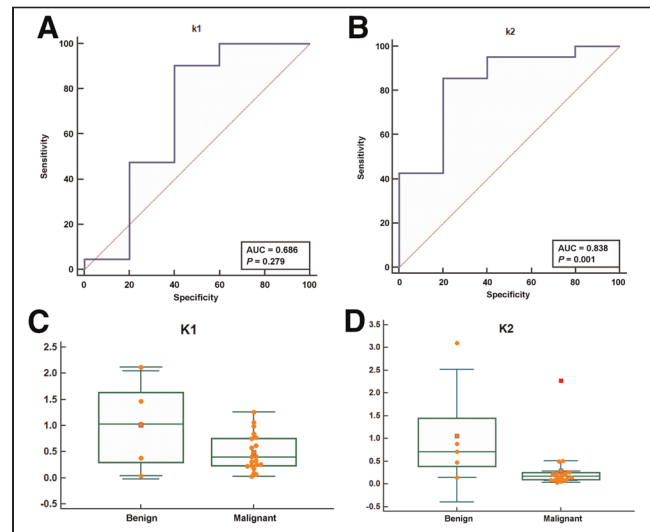 A
k1
100
80
60
40
20
0
Sensitivity
AUC = 0.686
P = 0.279
0 20 40 60 80 100
Specificity
B
k2
100
80
60
40
20
0
Sensitivity
AUC = 0.838
P = 0.001
0 20 40 60 80 100
Specificity
C
K1
2.5
2.0
1.5
1.0
0.5
0.0
-0.5
Benign Malignant
D
K2
3.5
3.0
2.5
2.0
1.5
1.0
0.5
0.0
-0.5
Benign Malignant